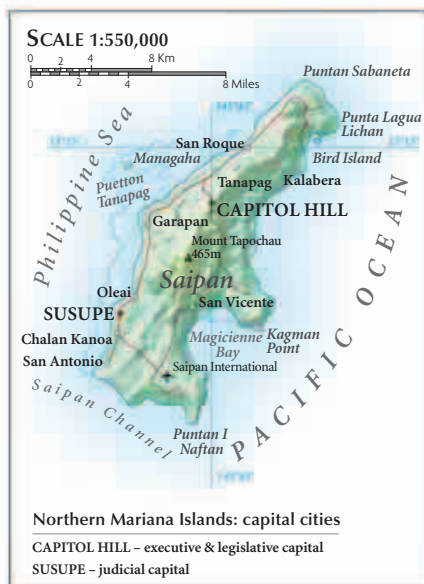 SCALE 1:550,000
0 2 4 8 Km
0 4 8 Miles
Puntan Sabaneta
Punta Lagua
Lichan
San Roque
Managaha
Bird Island
Puetton
Tanapag
Tanapag
Kalabera
CAPITOL HILL
Garapan
Mount Tapochau
465m
Philippine Sea
Saipan
Oleai
San Vicente
SUSUPE
PACIFIC OCEAN
Chalan Kanoa
Magicienne
Bay
Kagman
Point
San Antonio
Saipan International
Saipan Channel
Puntan I
Naftan
Northern Mariana Islands: capital cities
CAPITOL HILL – executive & legislative capital
SUSUPE – judicial capital